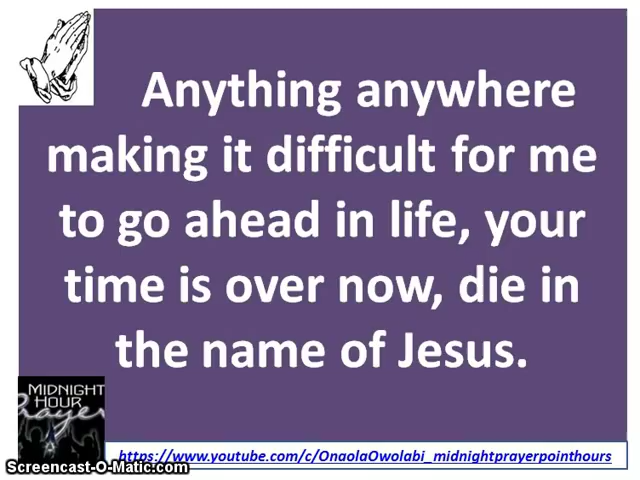 Anything anywhere
making it difficult for me
to go ahead in life, your
time is over now, die in
the name of Jesus.
MIDNIGHT
HOUR
Prayer
https://www.youtube.com/c/OnaolaOwolabi_midnightprayerpointhours
Screencast-O-Matic.com